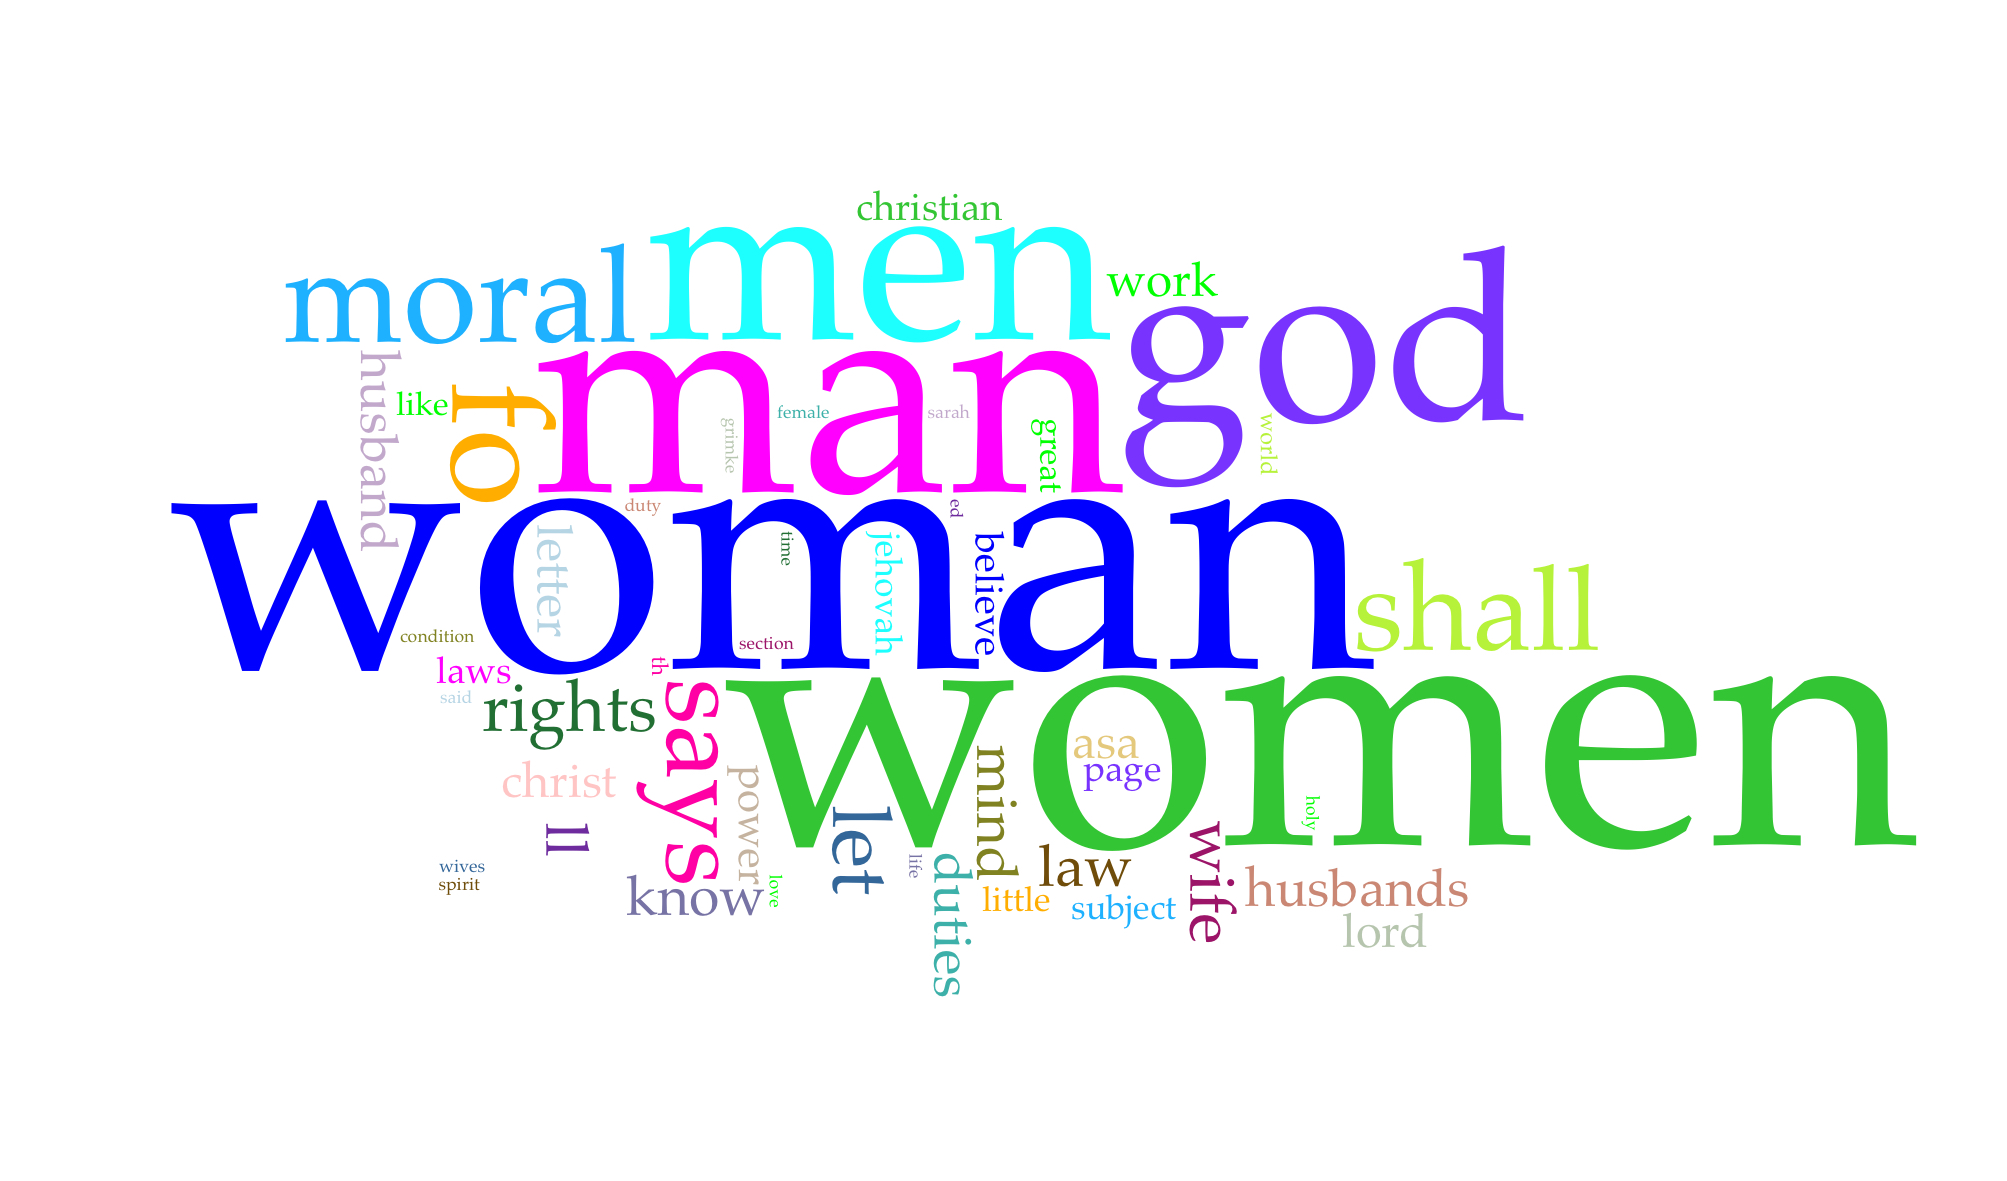 christian
men
moral
work
god
man
husband
like
fo
female
sarah
grimke
great
world
woman
duty
ed
letter
time
jehovah
believe
shall
condition
section
laws
th
said
rights
says
women
asa
page
christ
power
mind
let
holy
ll
wives
spirit
know
love
life
duties
law
little
subject
wife
husbands
lord